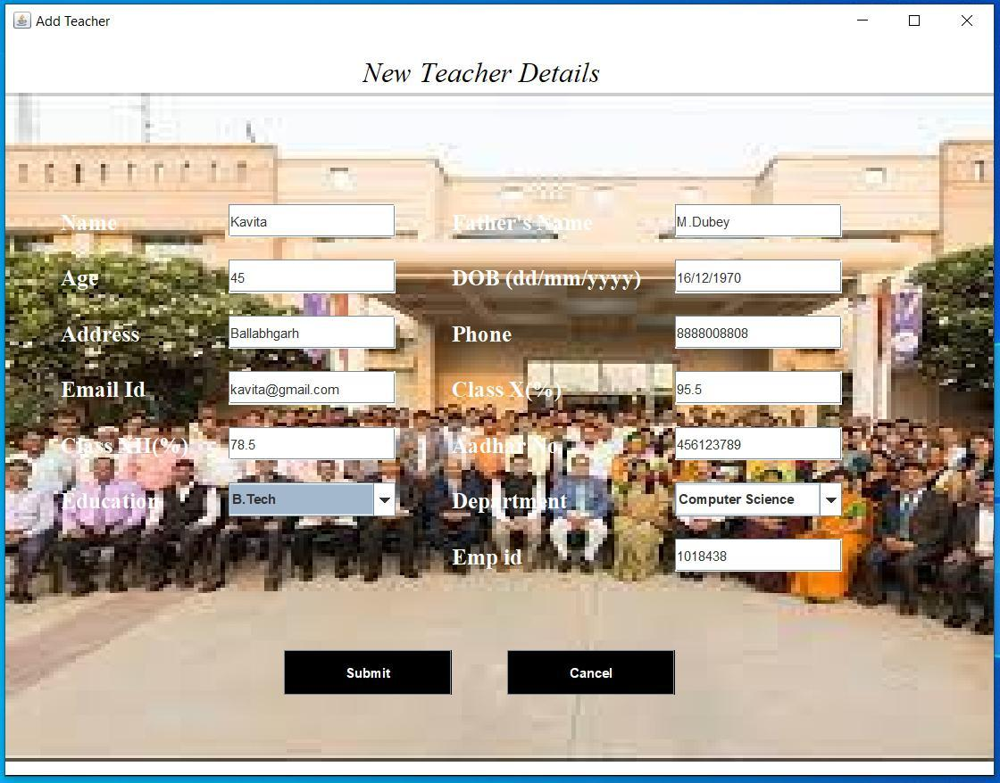 Add Teacher
New Teacher Details
Name Kavita Father's Name M.Dubey
Age 45 DOB (dd/mm/yyyy) 16/12/1970
Address Ballabhgarh Phone 8888008808
Email Id kavita@gmail.com Class X(%) 95.5
Class XII(%) 78.5 Aadhar No 456123789
Education B.Tech Department Computer Science
Emp id 1018438
Submit Cancel